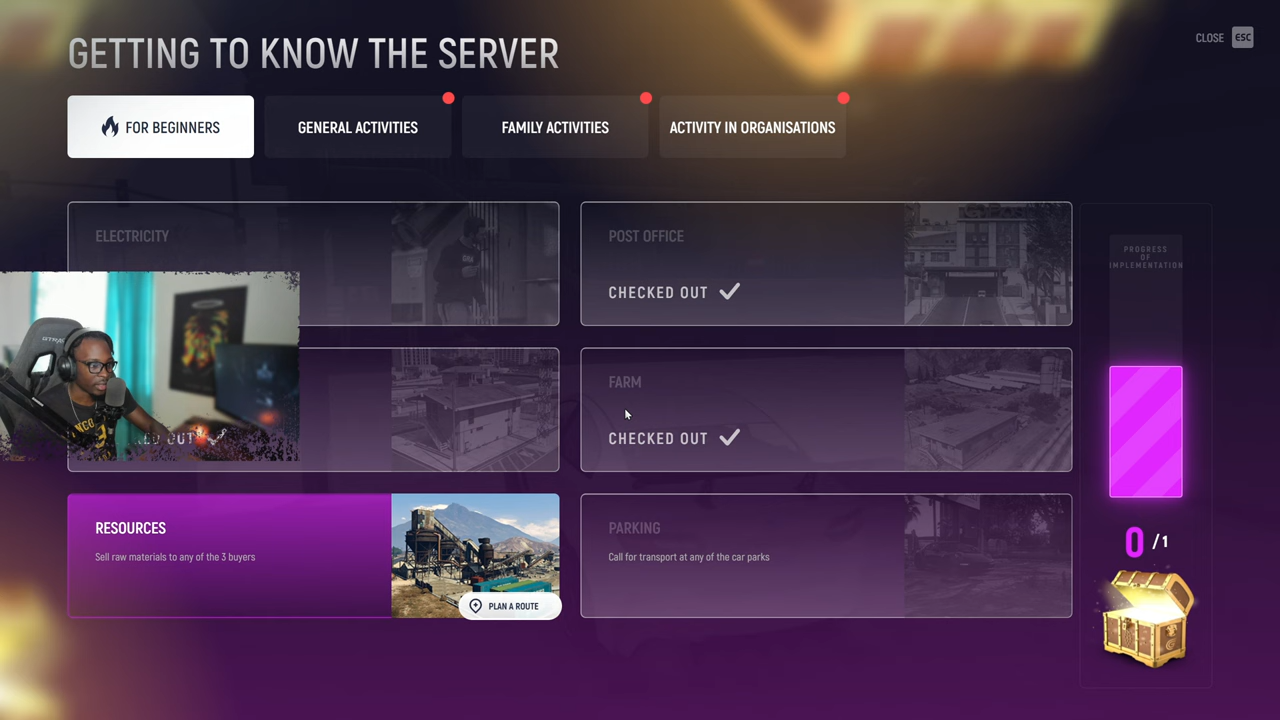 GETTING TO KNOW THE SERVER
CLOSE ESC
FOR BEGINNERS
GENERAL ACTIVITIES
FAMILY ACTIVITIES
ACTIVITY IN ORGANISATIONS
ELECTRICITY
POST OFFICE
CHECKED OUT
PROGRESS
OF
IMPLEMENTATION
FARM
CHECKED OUT
RESOURCES
Sell raw materials to any of the 3 buyers
PLAN A ROUTE
PARKING
Call for transport at any of the car parks
0 /1